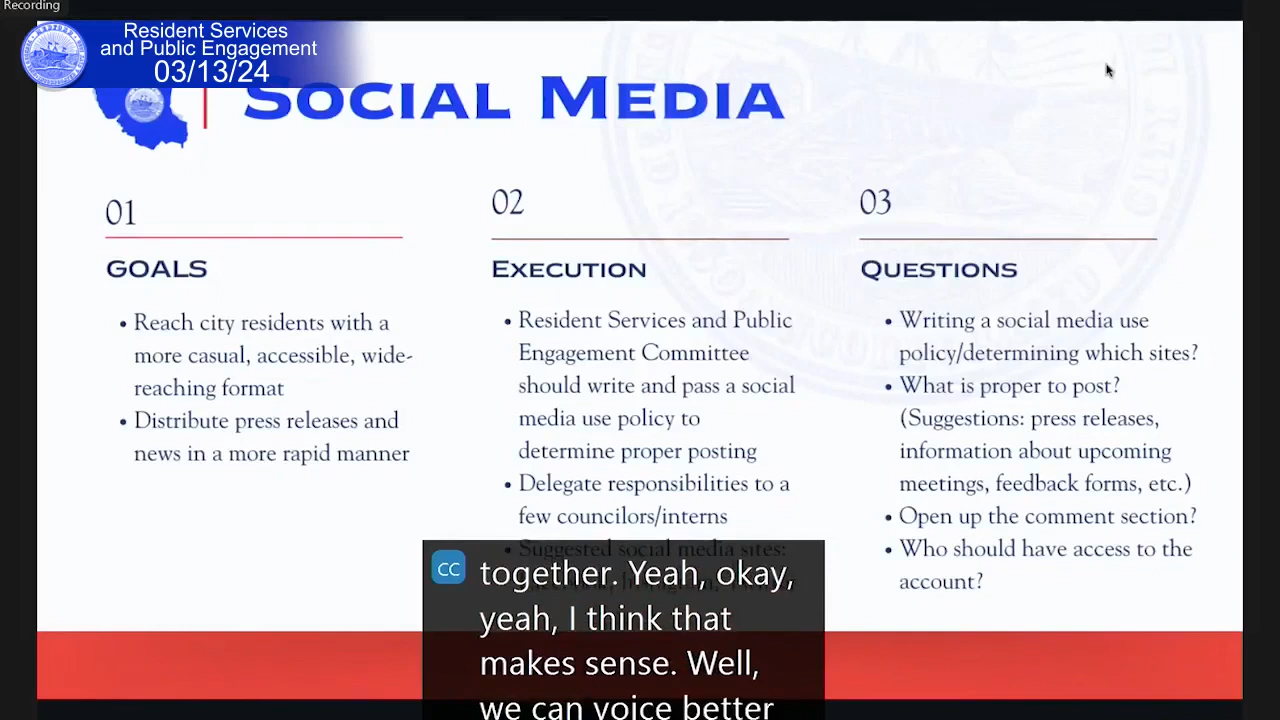 Recording
Resident Services
and Public Engagement
03/13/24
SOCIAL MEDIA
01
GOALS
• Reach city residents with a
more casual, accessible, wide-
reaching format
• Distribute press releases and
news in a more rapid manner
02
EXECUTION
• Resident Services and Public
Engagement Committee
should write and pass a social
media use policy to
determine proper posting
• Delegate responsibilities to a
few councilors/interns
• Suggested social media sites:
03
QUESTIONS
• Writing a social media use
policy/determining which sites?
• What is proper to post?
(Suggestions: press releases,
information about upcoming
meetings, feedback forms, etc.)
• Open up the comment section?
• Who should have access to the
account?
CC
together. Yeah, okay,
yeah, I think that
makes sense. Well,
we can voice better